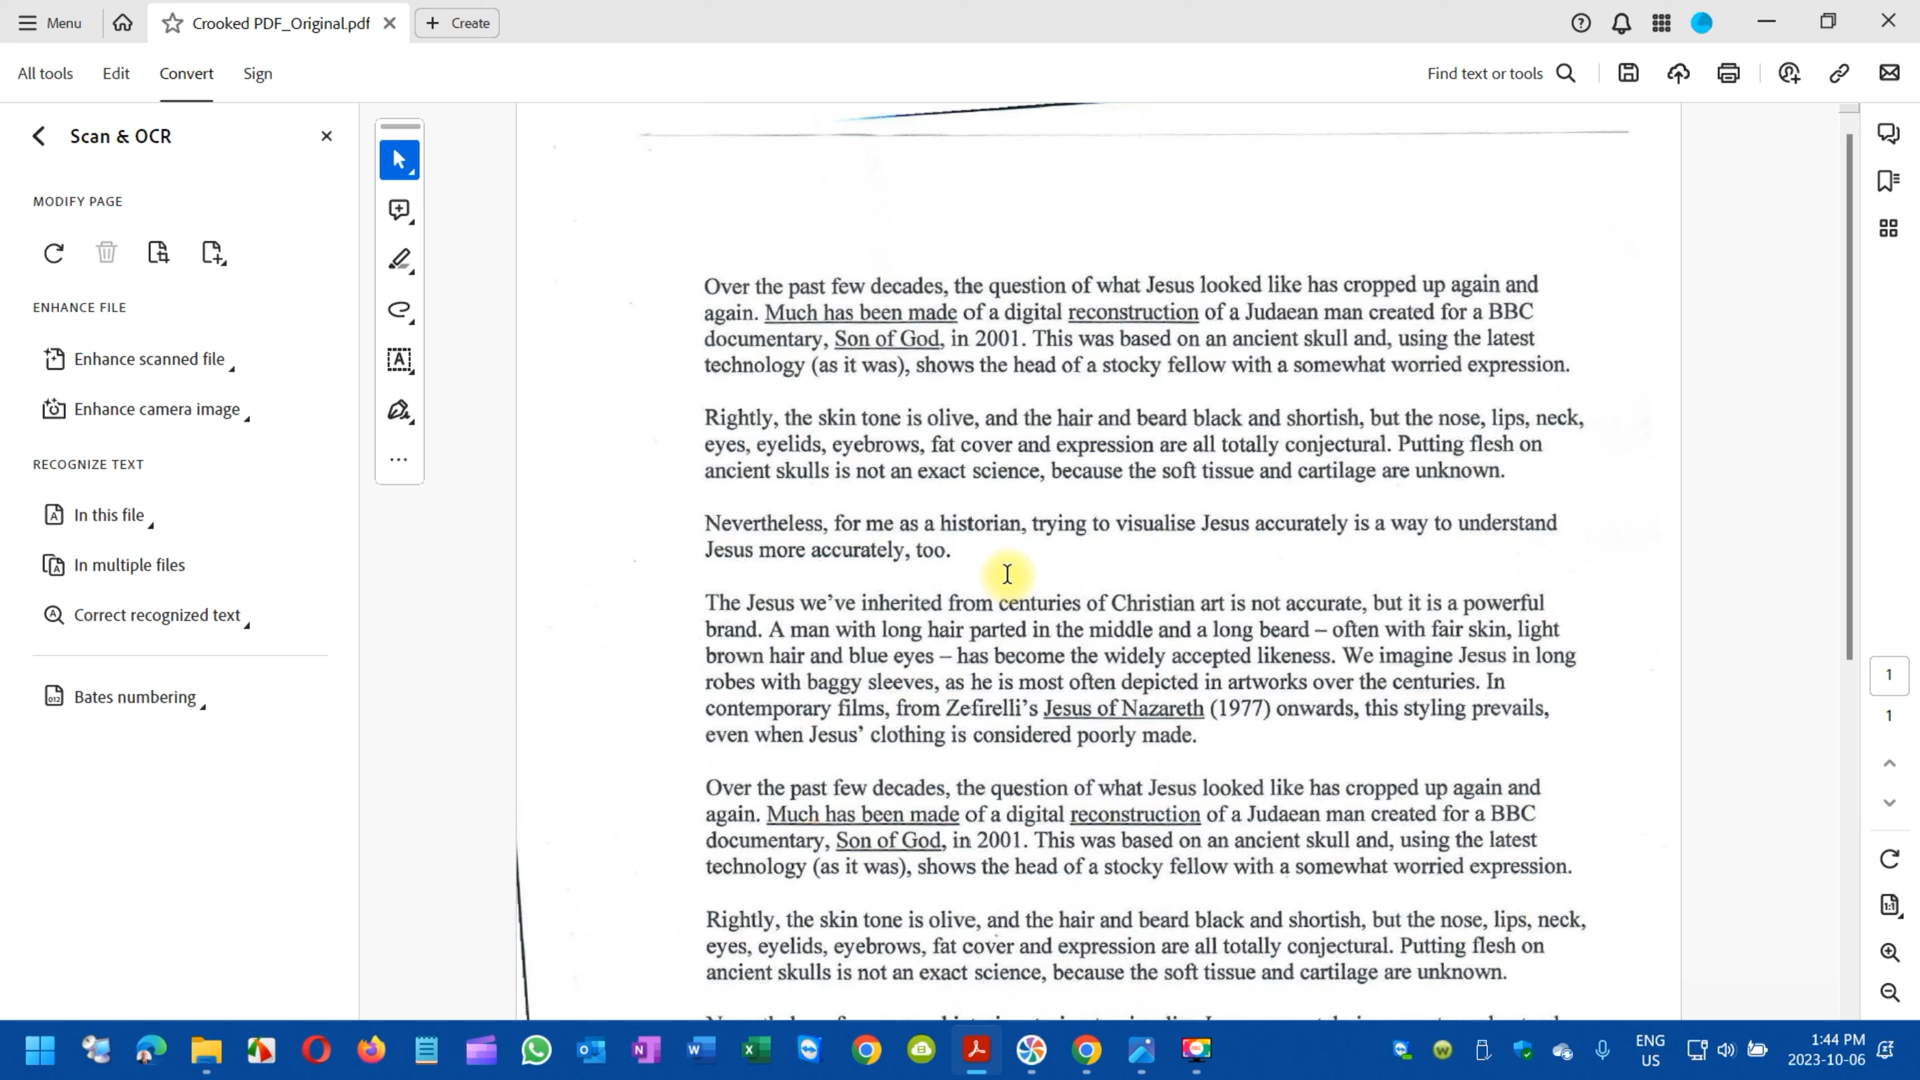 Menu
Crooked PDF_Original.pdf
Create
All tools
Edit
Convert
Sign
Find text or tools
Scan & OCR
MODIFY PAGE
ENHANCE FILE
Enhance scanned file
Enhance camera image
RECOGNIZE TEXT
In this file
In multiple files
Correct recognized text
Bates numbering
Over the past few decades, the question of what Jesus looked like has cropped up again and
again. Much has been made of a digital reconstruction of a Judaean man created for a BBC
documentary, Son of God, in 2001. This was based on an ancient skull and, using the latest
technology (as it was), shows the head of a stocky fellow with a somewhat worried expression.
Rightly, the skin tone is olive, and the hair and beard black and shortish, but the nose, lips, neck,
eyes, eyelids, eyebrows, fat cover and expression are all totally conjectural. Putting flesh on
ancient skulls is not an exact science, because the soft tissue and cartilage are unknown.
Nevertheless, for me as a historian, trying to visualise Jesus accurately is a way to understand
Jesus more accurately, too.
The Jesus we've inherited from centuries of Christian art is not accurate, but it is a powerful
brand. A man with long hair parted in the middle and a long beard – often with fair skin, light
brown hair and blue eyes – has become the widely accepted likeness. We imagine Jesus in long
robes with baggy sleeves, as he is most often depicted in artworks over the centuries. In
contemporary films, from Zefirelli's Jesus of Nazareth (1977) onwards, this styling prevails,
even when Jesus' clothing is considered poorly made.
Over the past few decades, the question of what Jesus looked like has cropped up again and
again. Much has been made of a digital reconstruction of a Judaean man created for a BBC
documentary, Son of God, in 2001. This was based on an ancient skull and, using the latest
technology (as it was), shows the head of a stocky fellow with a somewhat worried expression.
Rightly, the skin tone is olive, and the hair and beard black and shortish, but the nose, lips, neck,
eyes, eyelids, eyebrows, fat cover and expression are all totally conjectural. Putting flesh on
ancient skulls is not an exact science, because the soft tissue and cartilage are unknown.
1
1
ENG
US
1:44 PM
2023-10-06